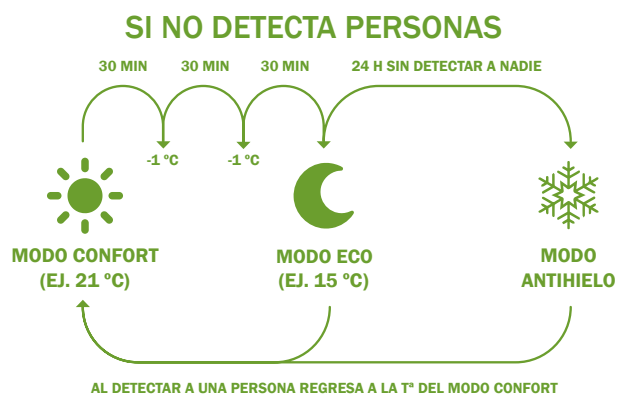 SI NO DETECTA PERSONAS
30 MIN 30 MIN 30 MIN 24 H SIN DETECTAR A NADIE
-1 ºC -1 ºC
MODO CONFORT
(EJ. 21 ºC)
MODO ECO
(EJ. 15 ºC)
MODO
ANTIHIELO
AL DETECTAR A UNA PERSONA REGRESA A LA Tª DEL MODO CONFORT